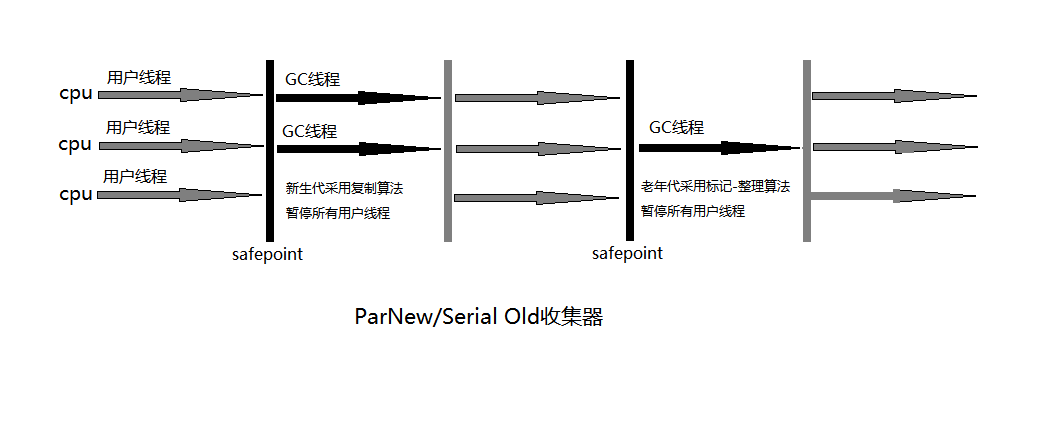 用户线程
GC线程
cpu
用户线程
GC线程
GC线程
cpu
用户线程
cpu
新生代采用复制算法
暂停所有用户线程
老年代采用标记-整理算法
暂停所有用户线程
safepoint
safepoint
ParNew/Serial Old收集器